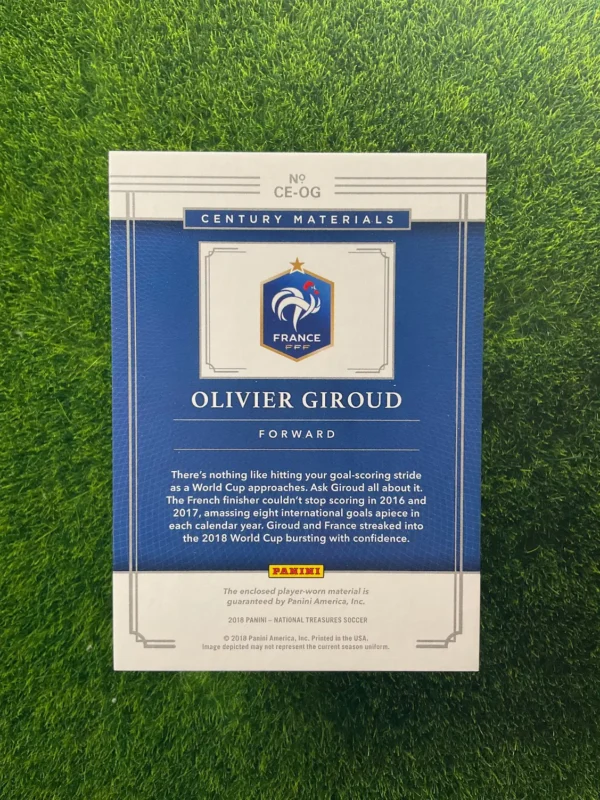 Nº
CE-OG
CENTURY MATERIALS
FRANCE
FFF
OLIVIER GIROUD
FORWARD
There's nothing like hitting your goal-scoring stride
as a World Cup approaches. Ask Giroud all about it.
The French finisher couldn't stop scoring in 2016 and
2017, amassing eight international goals apiece in
each calendar year. Giroud and France streaked into
the 2018 World Cup bursting with confidence.
PANINI
The enclosed player-worn material is
guaranteed by Panini America, Inc.
2018 PANINI – NATIONAL TREASURES SOCCER
© 2018 Panini America, Inc. Printed in the USA.
Image depicted may not represent the current season uniform.